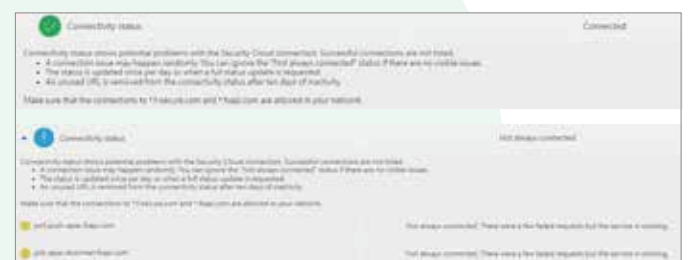 Connectivity status Connected
Connectivity status shows potential problems with the Security Cloud connection. Successful connections are not listed.
• A connection issue may happen randomly. You can ignore the "Not always connected" status if there are no visible issues.
• The status is updated once per day or when a full status update is requested.
• An unused URL is removed from the connectivity status after ten days of inactivity.
Make sure that the connections to *.f-secure.com and *.fsapi.com are allowed in your network.
Connectivity status Not always connected
Connectivity status shows potential problems with the Security Cloud connection. Successful connections are not listed.
• A connection issue may happen randomly. You can ignore the "Not always connected" status if there are no visible issues.
• The status is updated once per day or when a full status update is requested.
• An unused URL is removed from the connectivity status after ten days of inactivity.
Make sure that the connections to *.f-secure.com and *.fsapi.com are allowed in your network.
Not always connected. There were a few failed requests but the service is working.
Not always connected. There were a few failed requests but the service is working.